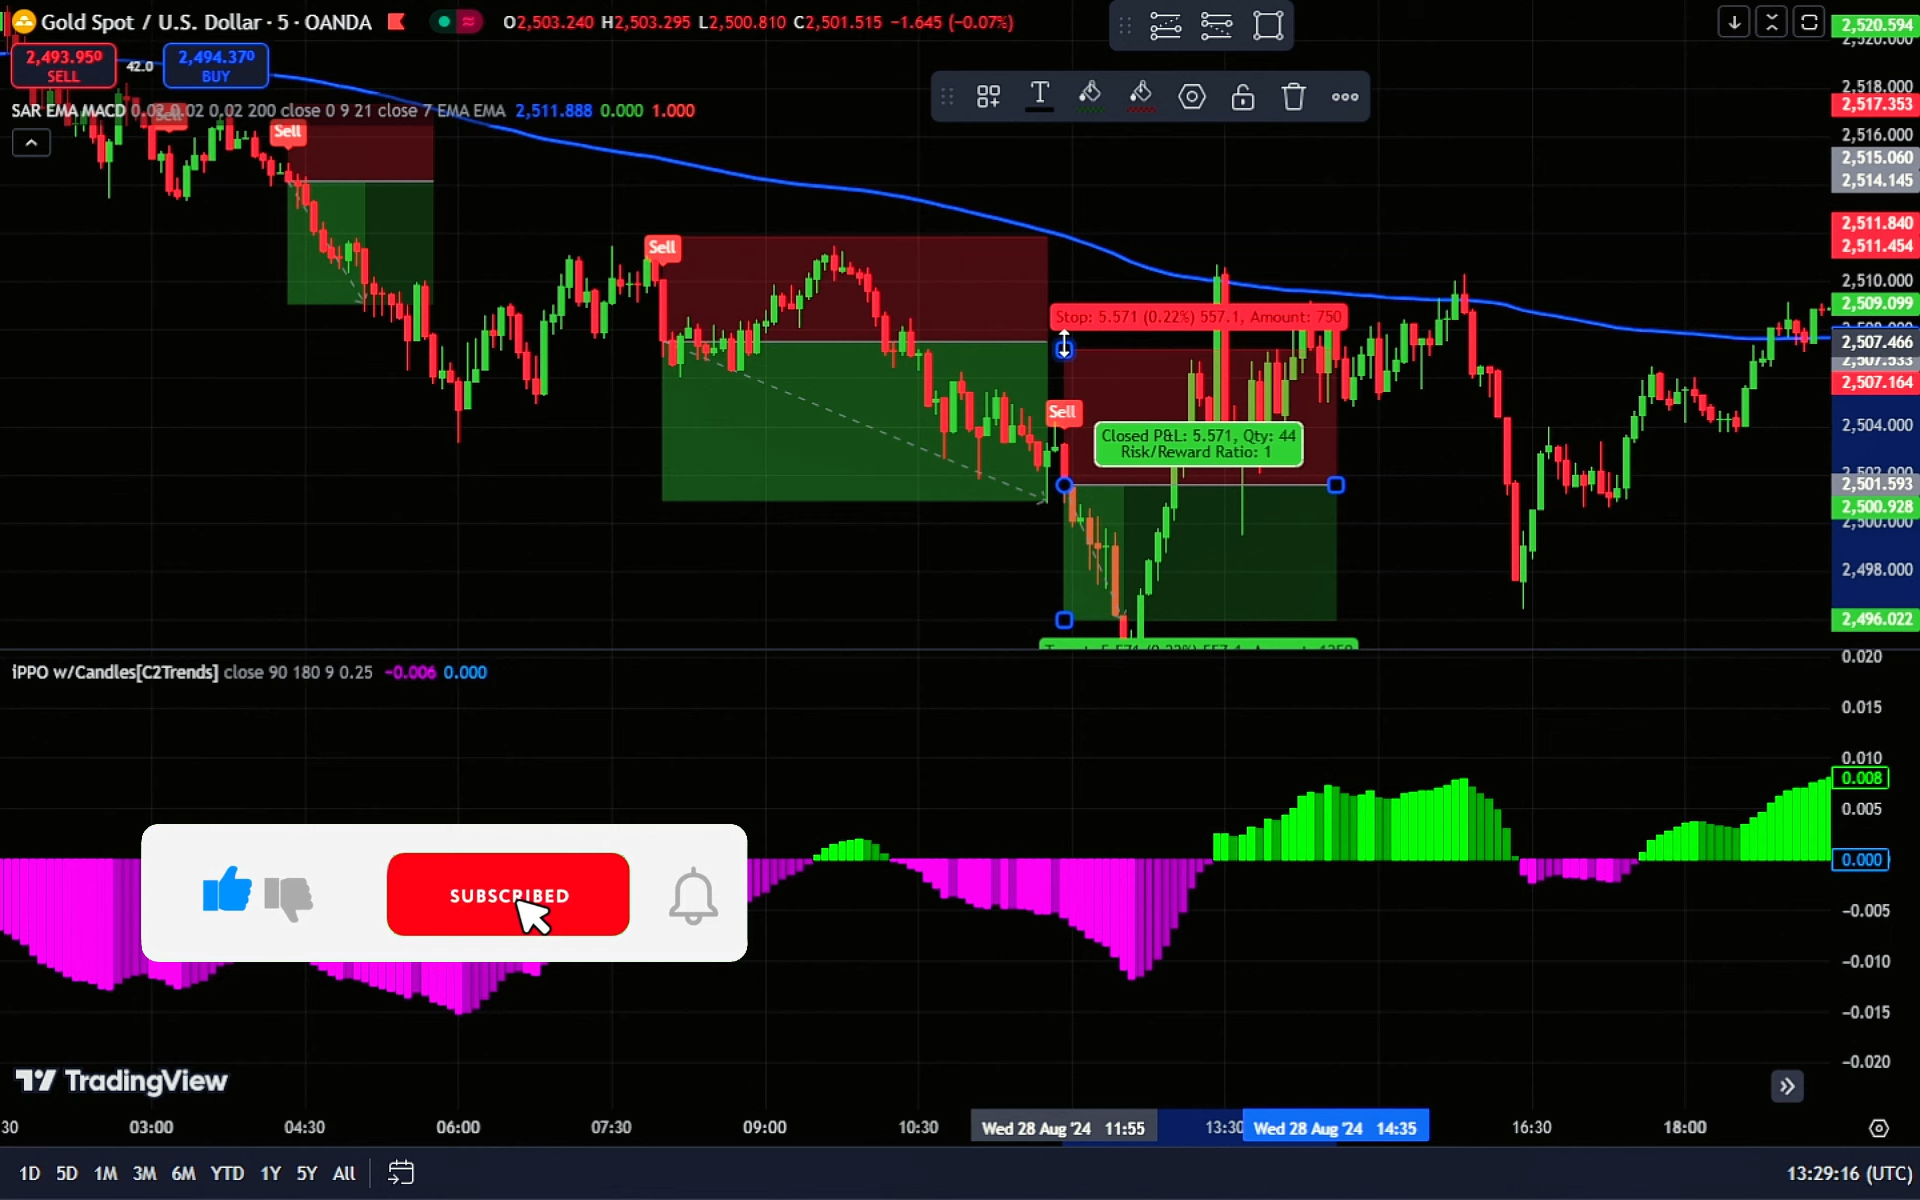 Gold Spot / U.S. Dollar · 5 · OANDA
O2,503.240 H2,503.295 L2,500.810 C2,501.515 −1.645 (−0.07%)
2,493.950
SELL
42.0
2,494.370
BUY
SAR EMA MACD 0.02 0.02 0.02 200 close 0 9 21 close 7 EMA EMA 2,511.888 0.000 1.000
Sell
Sell
Sell
Sell
Stop: 5.571 (0.22%) 557.1, Amount: 750
Closed P&L: 5.571, Qty: 44
Risk/Reward Ratio: 1
2,520.594
2,520.000
2,518.000
2,517.353
2,516.000
2,515.060
2,514.145
2,511.840
2,511.454
2,510.000
2,509.099
2,507.466
2,507.533
2,507.164
2,504.000
2,502.000
2,501.593
2,500.928
2,500.000
2,498.000
2,496.022
iPPO w/Candles[C2Trends] close 90 180 9 0.25 −0.006 0.000
0.020
0.015
0.010
0.008
0.005
0.000
−0.005
−0.010
−0.015
−0.020
SUBSCRIBED
TradingView
30 03:00 04:30 06:00 07:30 09:00 10:30 Wed 28 Aug '24 11:55 13:30 Wed 28 Aug '24 14:35 16:30 18:00
1D 5D 1M 3M 6M YTD 1Y 5Y All
13:29:16 (UTC)